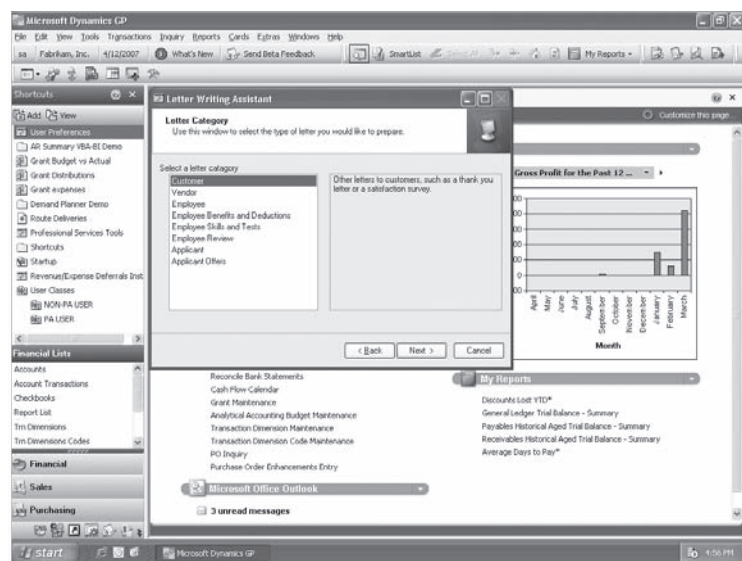 Microsoft Dynamics GP
File Edit View Tools Transactions Inquiry Reports Cards Extras Windows Help
sa Fabrikam, Inc. 4/12/2007 What's New Send Beta Feedback SmartList Select All My Reports
Shortcuts
Add View
User Preferences
AR Summary VBA-BI Demo
Grant Budget vs Actual
Grant Distributions
Grant expenses
Demand Planner Demo
Route Deliveries
Professional Services Tools
Shortcuts
Startup
Revenue/Expense Deferrals Inst
User Classes
NON-PA USER
PA USER
Financial Lists
Accounts
Account Transactions
Checkbooks
Report List
Trn Dimensions
Trn Dimensions Codes
Financial
Sales
Purchasing
Letter Writing Assistant
Letter Category
Use this window to select the type of letter you would like to prepare.
Select a letter catagory
Customer
Vendor
Employee
Employee Benefits and Deductions
Employee Skills and Tests
Employee Review
Applicant
Applicant Offers
Other letters to customers, such as a thank you
letter or a satisfaction survey.
< Back Next > Cancel
Customize this page...
Gross Profit for the Past 12 ...
00
00
00
00
0
00
April May June July August September October November December January February March
Month
Reconcile Bank Statements
Cash Flow-Calendar
Grant Maintenance
Analytical Accounting Budget Maintenance
Transaction Dimension Maintenance
Transaction Dimension Code Maintenance
PO Inquiry
Purchase Order Enhancements Entry
Microsoft Office Outlook
3 unread messages
My Reports
Discounts Lost YTD*
General Ledger Trial Balance - Summary
Payables Historical Aged Trial Balance - Summary
Receivables Historical Aged Trial Balance - Summary
Average Days to Pay*
start Microsoft Dynamics GP 4:56 PM